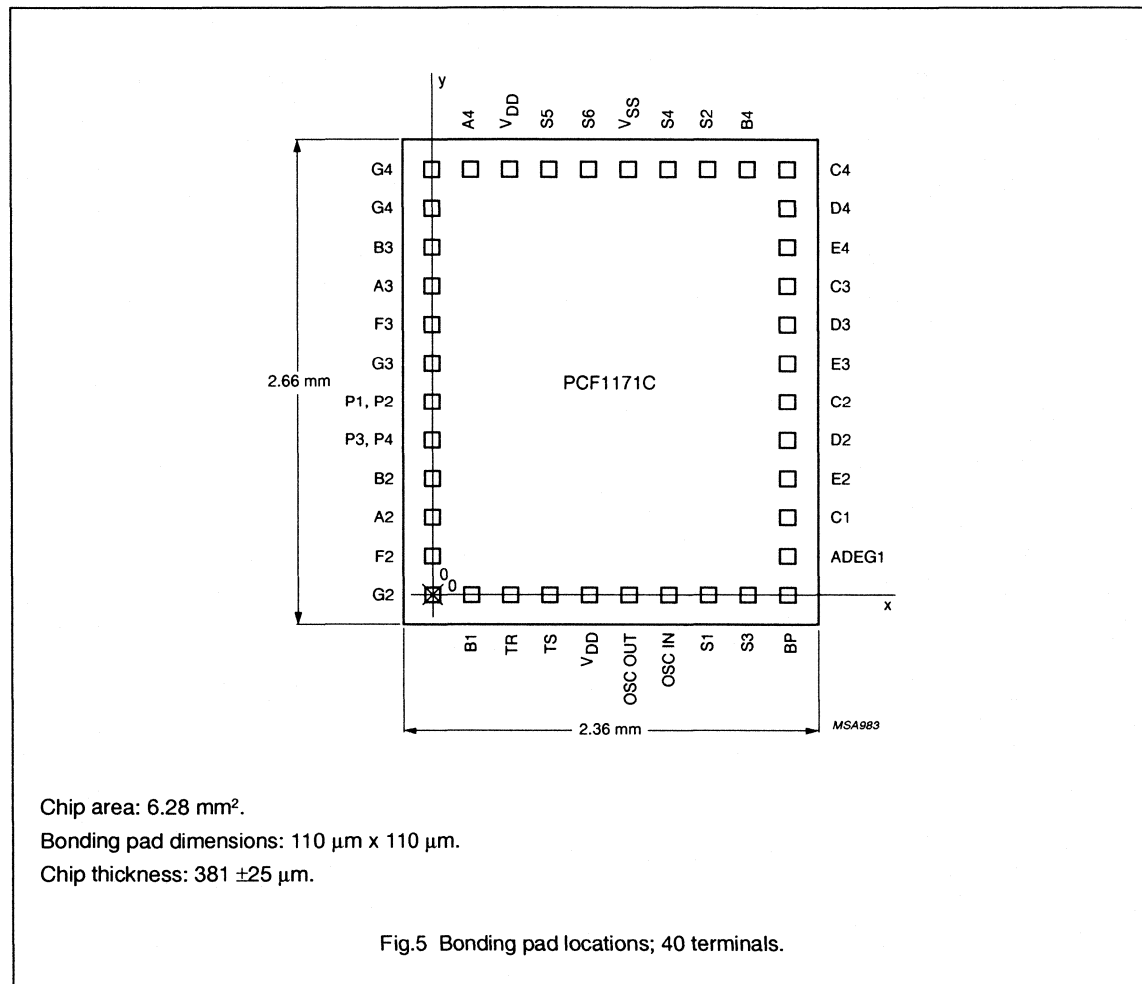 y
A4 VDD S5 S6 VSS S4 S2 B4
G4 C4
G4 D4
B3 E4
A3 C3
F3 D3
G3 E3
2.66 mm PCF1171C
P1, P2 C2
P3, P4 D2
B2 E2
A2 C1
F2 ADEG1
0
0
G2
x
B1 TR TS VDD OSC OUT OSC IN S1 S3 BP
2.36 mm MSA983
Chip area: 6.28 mm².
Bonding pad dimensions: 110 µm x 110 µm.
Chip thickness: 381 ±25 µm.
Fig.5 Bonding pad locations; 40 terminals.